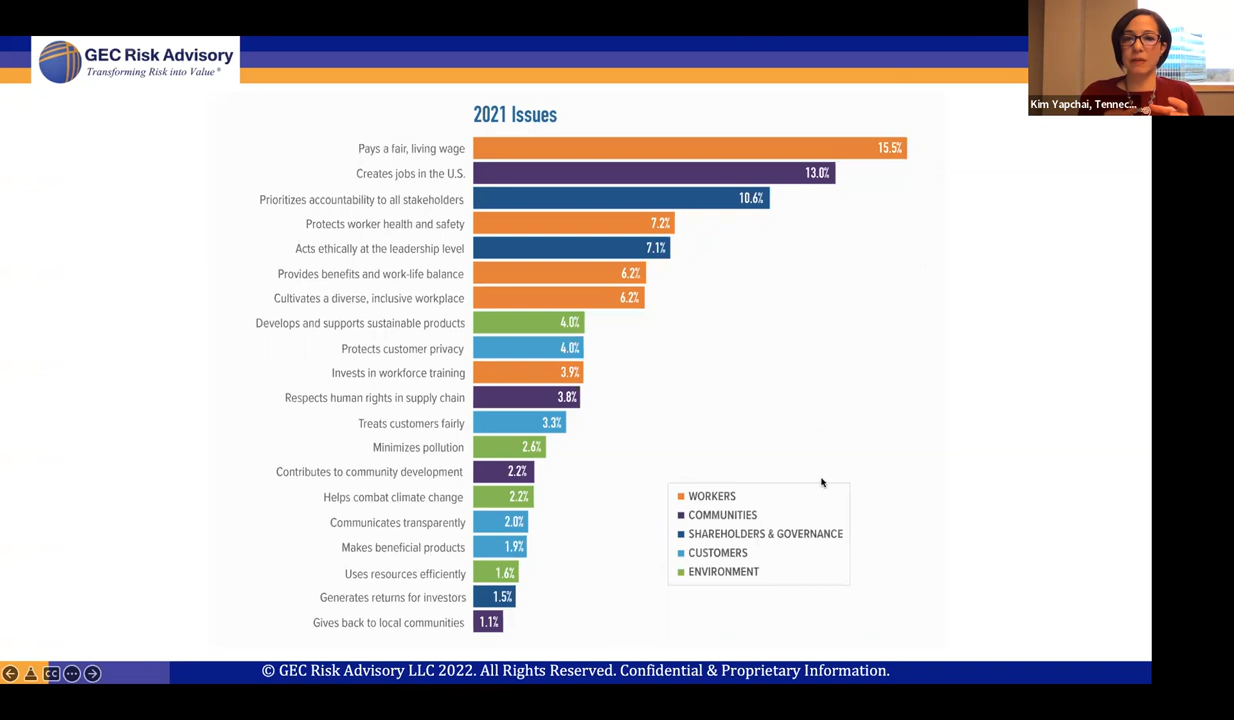 GEC Risk Advisory
Transforming Risk into Value®
Kim Yapchai, Tennec...
2021 Issues
Pays a fair, living wage 15.5%
Creates jobs in the U.S. 13.0%
Prioritizes accountability to all stakeholders 10.6%
Protects worker health and safety 7.2%
Acts ethically at the leadership level 7.1%
Provides benefits and work-life balance 6.2%
Cultivates a diverse, inclusive workplace 6.2%
Develops and supports sustainable products 4.0%
Protects customer privacy 4.0%
Invests in workforce training 3.9%
Respects human rights in supply chain 3.8%
Treats customers fairly 3.3%
Minimizes pollution 2.6%
Contributes to community development 2.2%
Helps combat climate change 2.2%
Communicates transparently 2.0%
Makes beneficial products 1.9%
Uses resources efficiently 1.6%
Generates returns for investors 1.5%
Gives back to local communities 1.1%
WORKERS
COMMUNITIES
SHAREHOLDERS & GOVERNANCE
CUSTOMERS
ENVIRONMENT
CC
© GEC Risk Advisory LLC 2022. All Rights Reserved. Confidential & Proprietary Information.